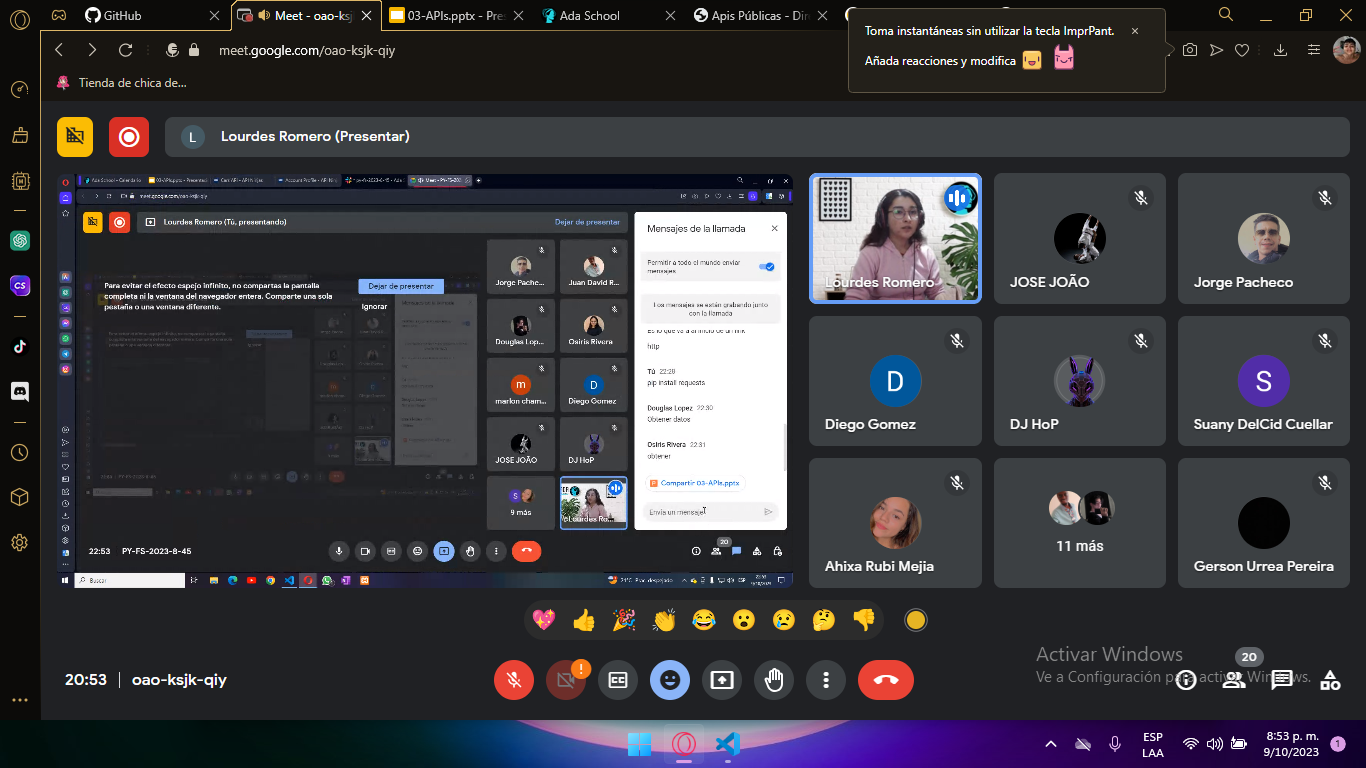 GitHub
Meet - oao-ksj
03-APIs.pptx - Pres
Ada School
Apis Públicas - Dir
Toma instantáneas sin utilizar la tecla ImprPant.
Añada reacciones y modifica
meet.google.com/oao-ksjk-qiy
Tienda de chica de...
L
Lourdes Romero (Presentar)
meet.google.com/oao-ksjk-qiy
Lourdes Romero (Tú, presentando)
Dejar de presentar
Para evitar el efecto espejo infinito, no compartas la pantalla
completa ni la ventana del navegador entera. Comparte una sola
pestaña o una ventana diferente.
Dejar de presentar
Ignorar
Jorge Pache...
Juan David R...
Douglas Lop...
Osiris Rivera
m
marlon cham...
D
Diego Gomez
JOSE JOÃO
DJ HoP
S
9 más
Lourdes Ro...
Mensajes de la llamada
Permitir a todo el mundo enviar
mensajes
Los mensajes se están grabando junto
con la llamada
Es lo que va a al inicio de un link
http
Tú 22:29
pip install requests
Douglas Lopez 22:30
Obtener datos
Osiris Rivera 22:31
obtener
Compartir 03-APIs.pptx
Envía un mensaje
22:53
PY-FS-2023-8-45
20
Buscar
Lourdes Romero
JOSE JOÃO
Jorge Pacheco
D
Diego Gomez
DJ HoP
S
Suany DelCid Cuellar
Ahixa Rubi Mejia
11 más
Gerson Urrea Pereira
20:53
oao-ksjk-qiy
Activar Windows
Ve a Configuración para activar Windows.
20
ESP
LAA
8:53 p. m.
9/10/2023
1